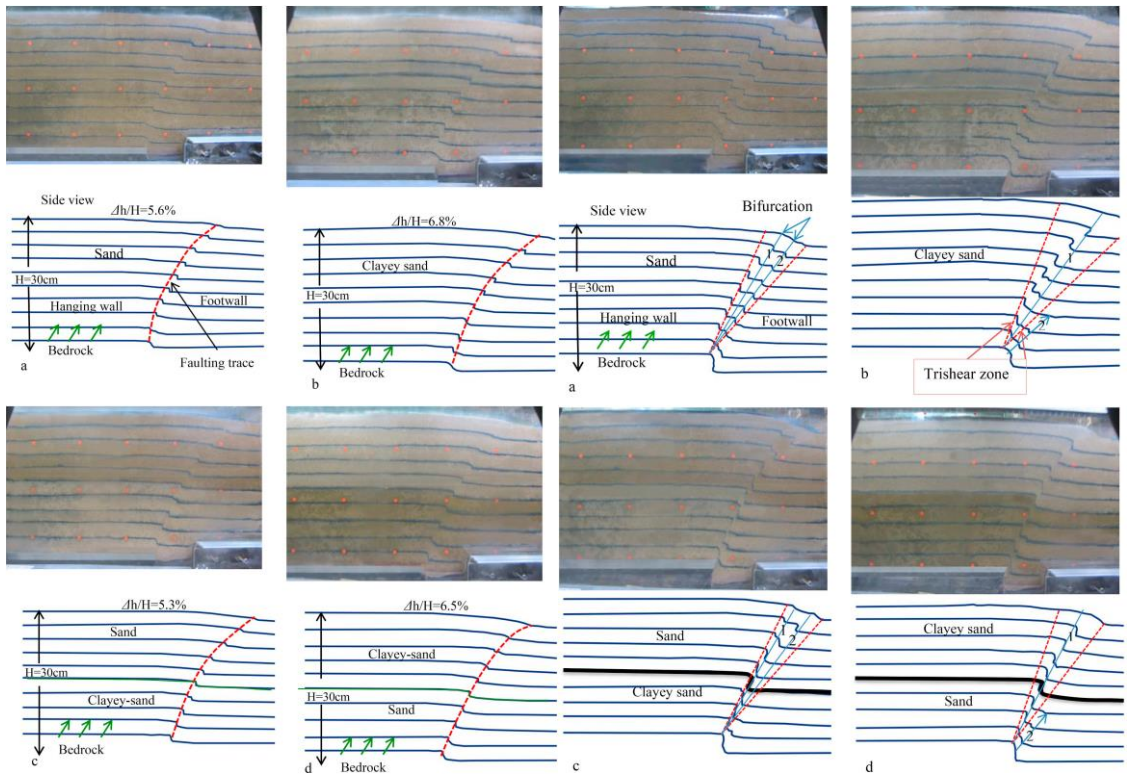 Side view
Δh/H=5.6%
Sand
H=30cm
Hanging wall
Footwall
Bedrock
Faulting trace
a
Δh/H=6.8%
Clayey sand
H=30cm
Bedrock
b
Side view
Bifurcation
Sand
1
2
H=30cm
Hanging wall
Footwall
Bedrock
a
Clayey sand
1
2
b
Trishear zone
Δh/H=5.3%
Sand
H=30cm
Clayey-sand
Bedrock
c
Δh/H=6.5%
Clayey-sand
H=30cm
Sand
Bedrock
d
Sand
1
2
Clayey sand
c
Clayey sand
1
Sand
2
d